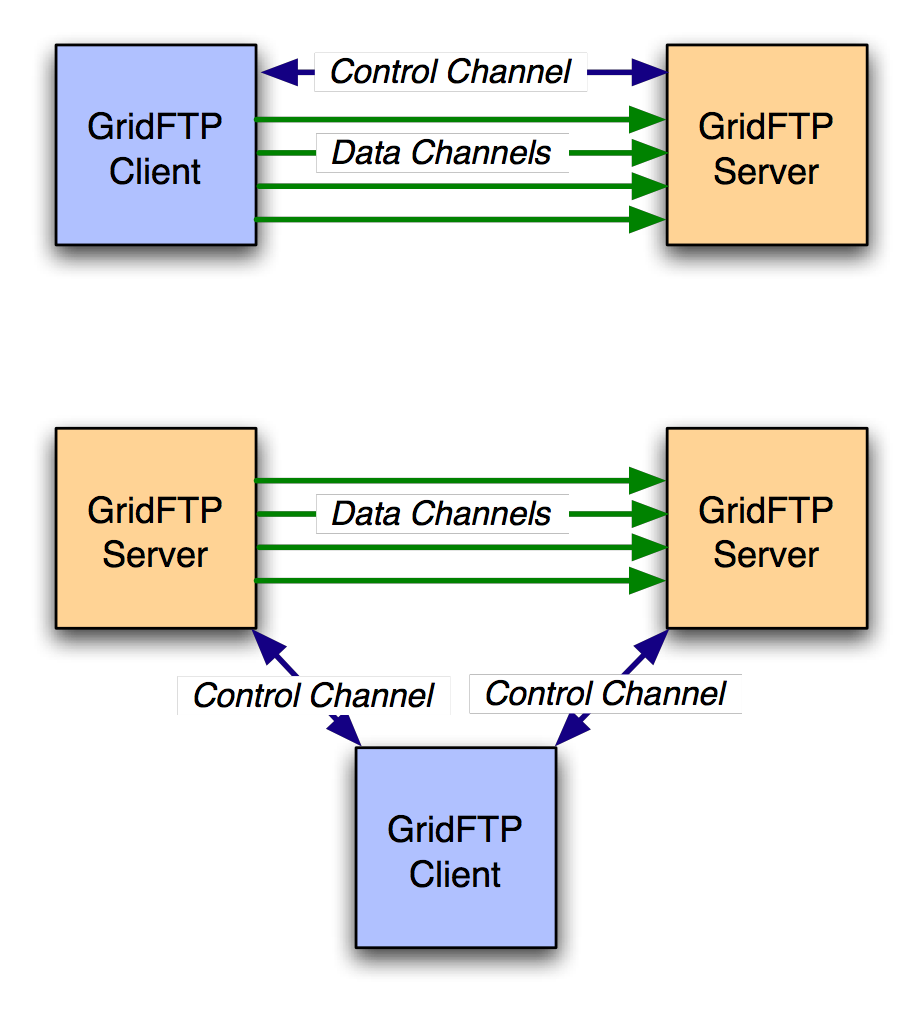 Control Channel
GridFTP
Client
Data Channels
GridFTP
Server
GridFTP
Server
Data Channels
GridFTP
Server
Control Channel
Control Channel
GridFTP
Client